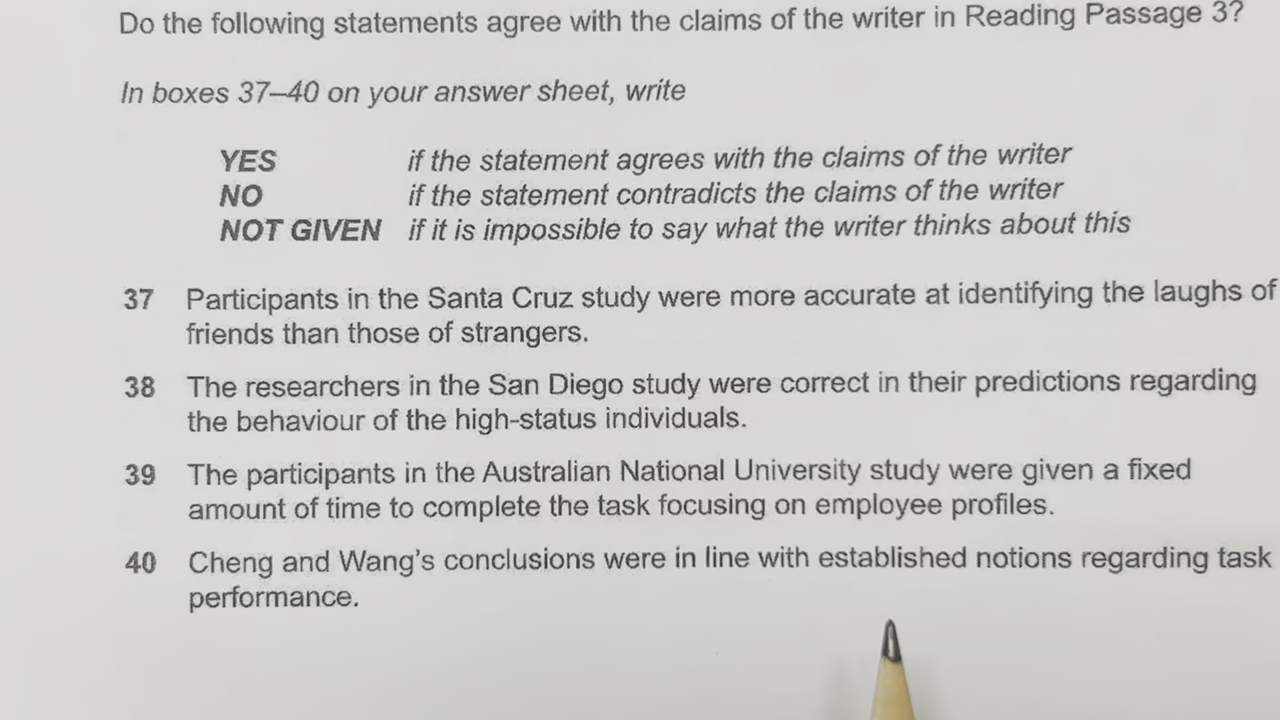 Do the following statements agree with the claims of the writer in Reading Passage 3?
In boxes 37–40 on your answer sheet, write
YES if the statement agrees with the claims of the writer
NO if the statement contradicts the claims of the writer
NOT GIVEN if it is impossible to say what the writer thinks about this
37 Participants in the Santa Cruz study were more accurate at identifying the laughs of
friends than those of strangers.
38 The researchers in the San Diego study were correct in their predictions regarding
the behaviour of the high-status individuals.
39 The participants in the Australian National University study were given a fixed
amount of time to complete the task focusing on employee profiles.
40 Cheng and Wang's conclusions were in line with established notions regarding task
performance.